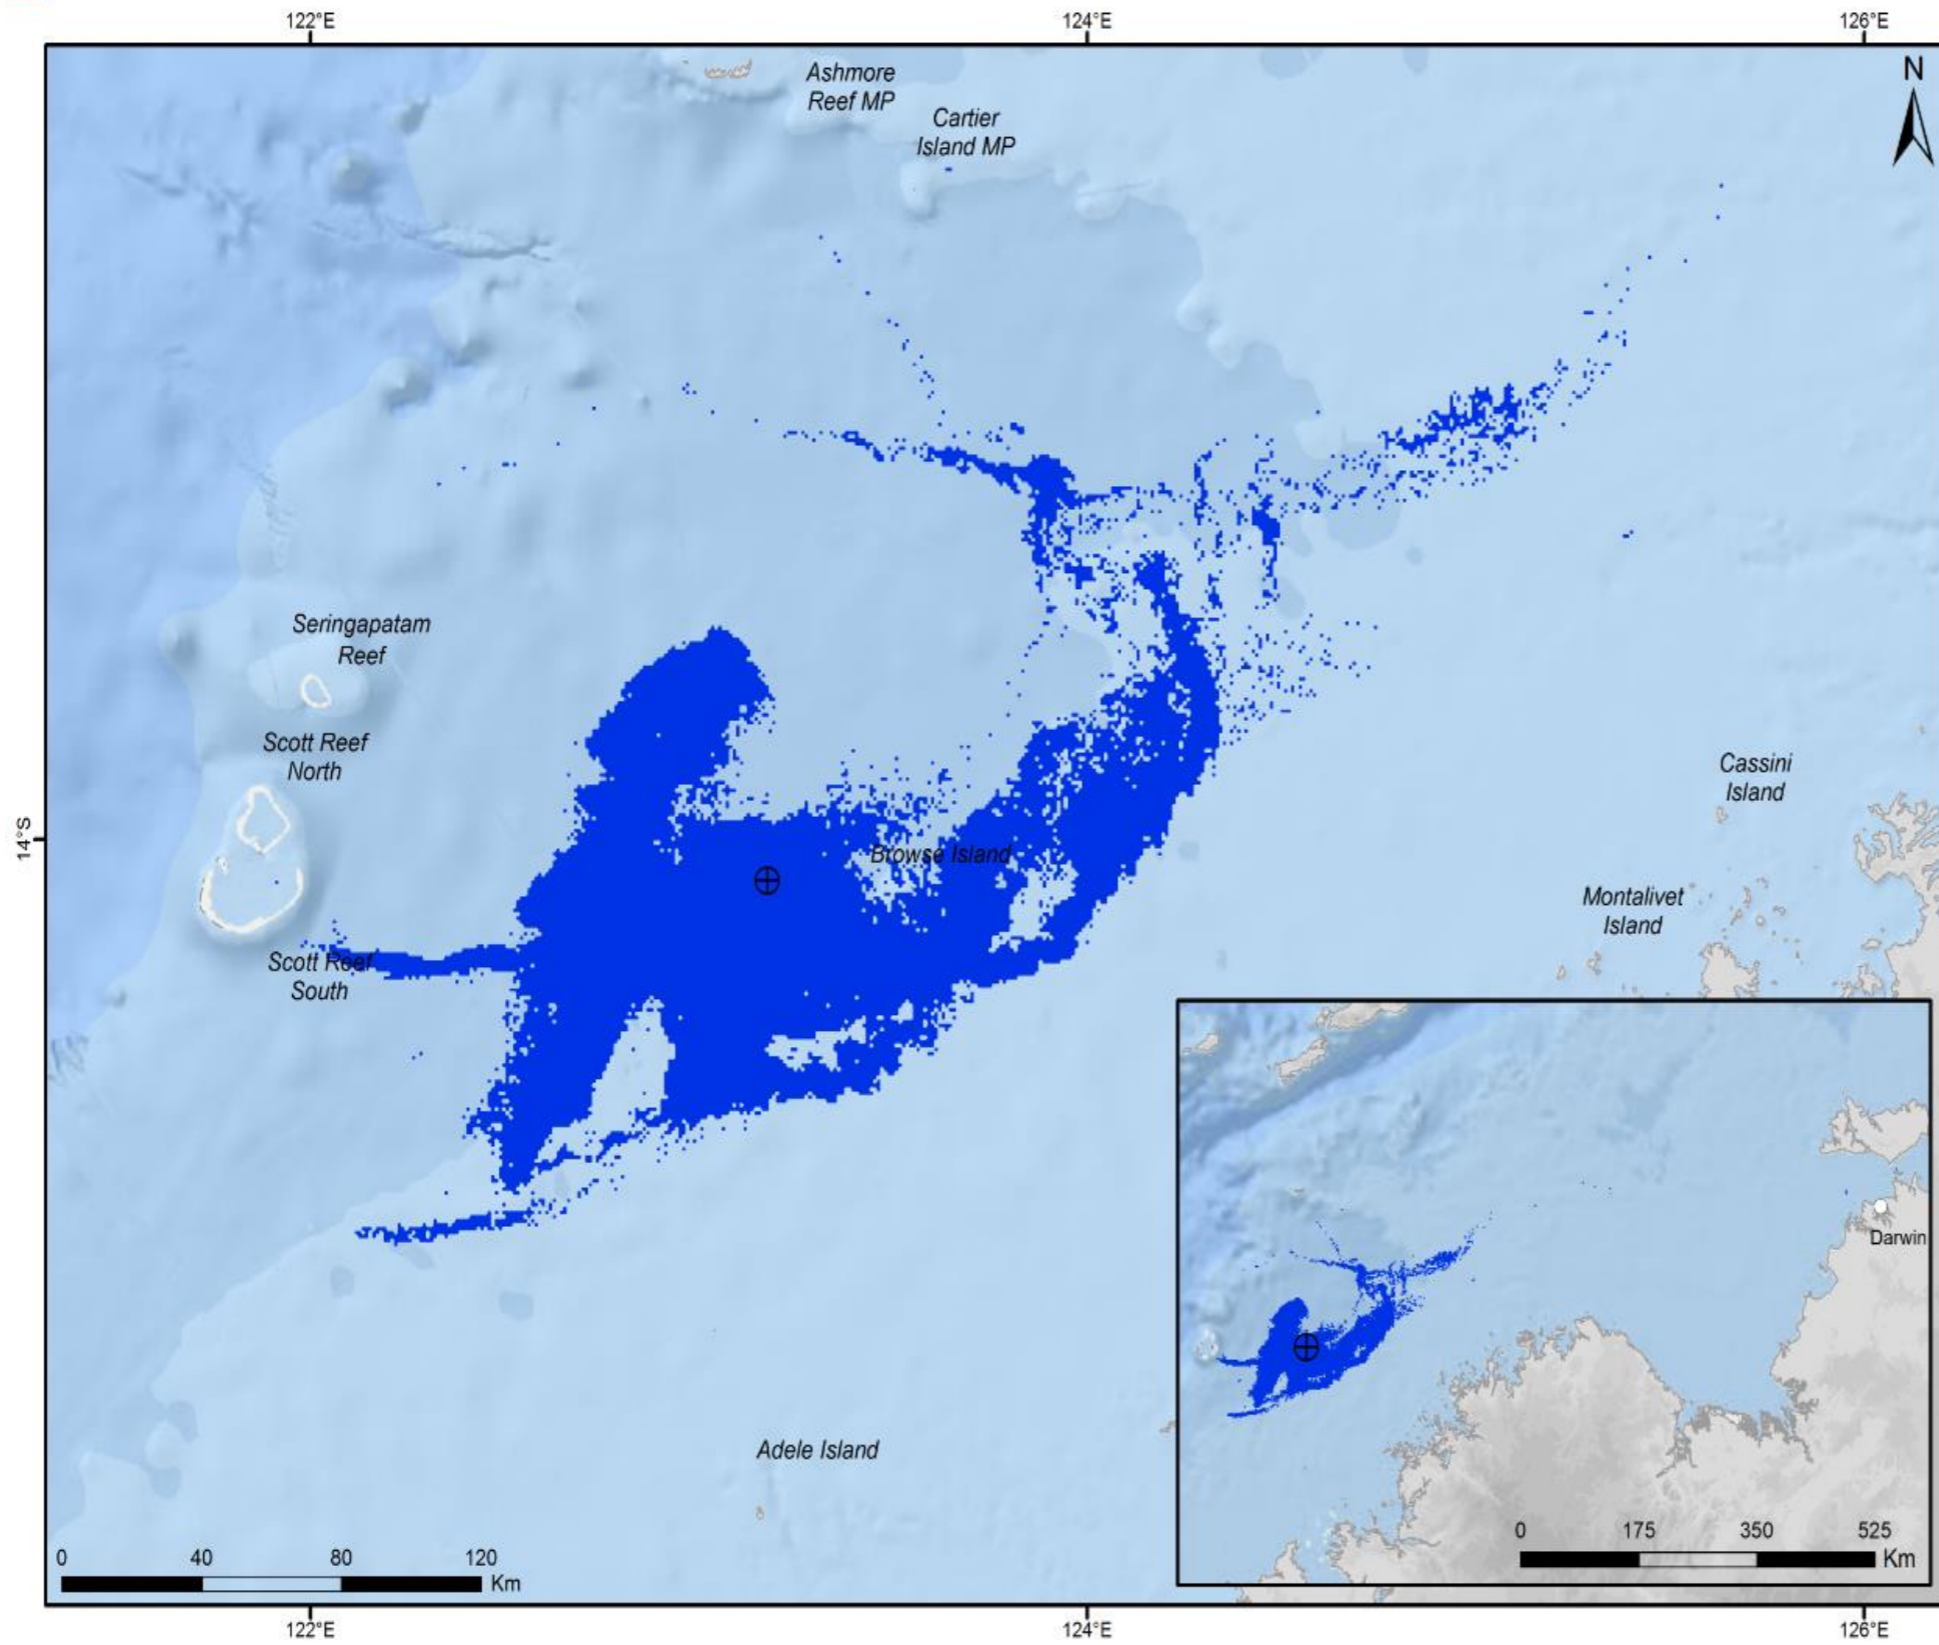 122°E
124°E
126°E
N
Ashmore
Reef MP
Cartier
Island MP
Seringapatam
Reef
Scott Reef
North
Cassini
Island
14°S
Browse Island
Montalivet
Island
Scott Reef
South
Darwin
Adele Island
0 175 350 525
Km
0 40 80 120
Km
122°E
124°E
126°E